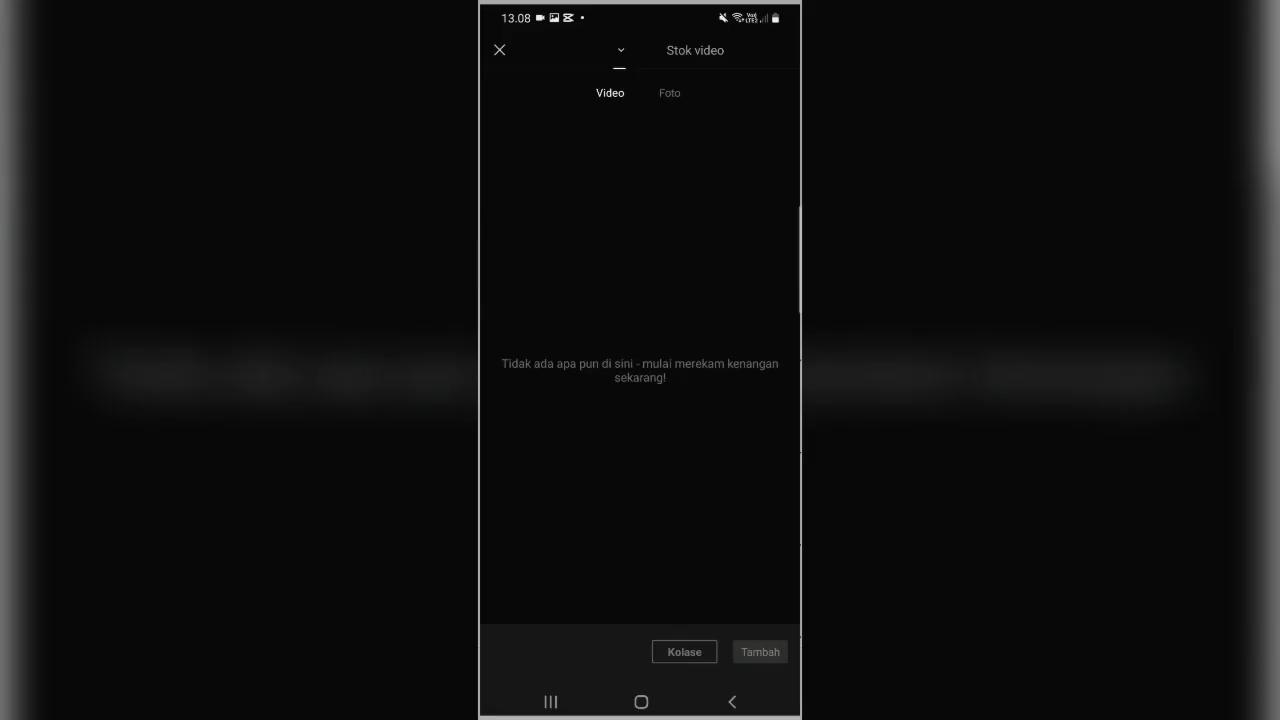 13.08
Stok video
Video Foto
Tidak ada apa pun di sini - mulai merekam kenangan
sekarang!
Kolase Tambah